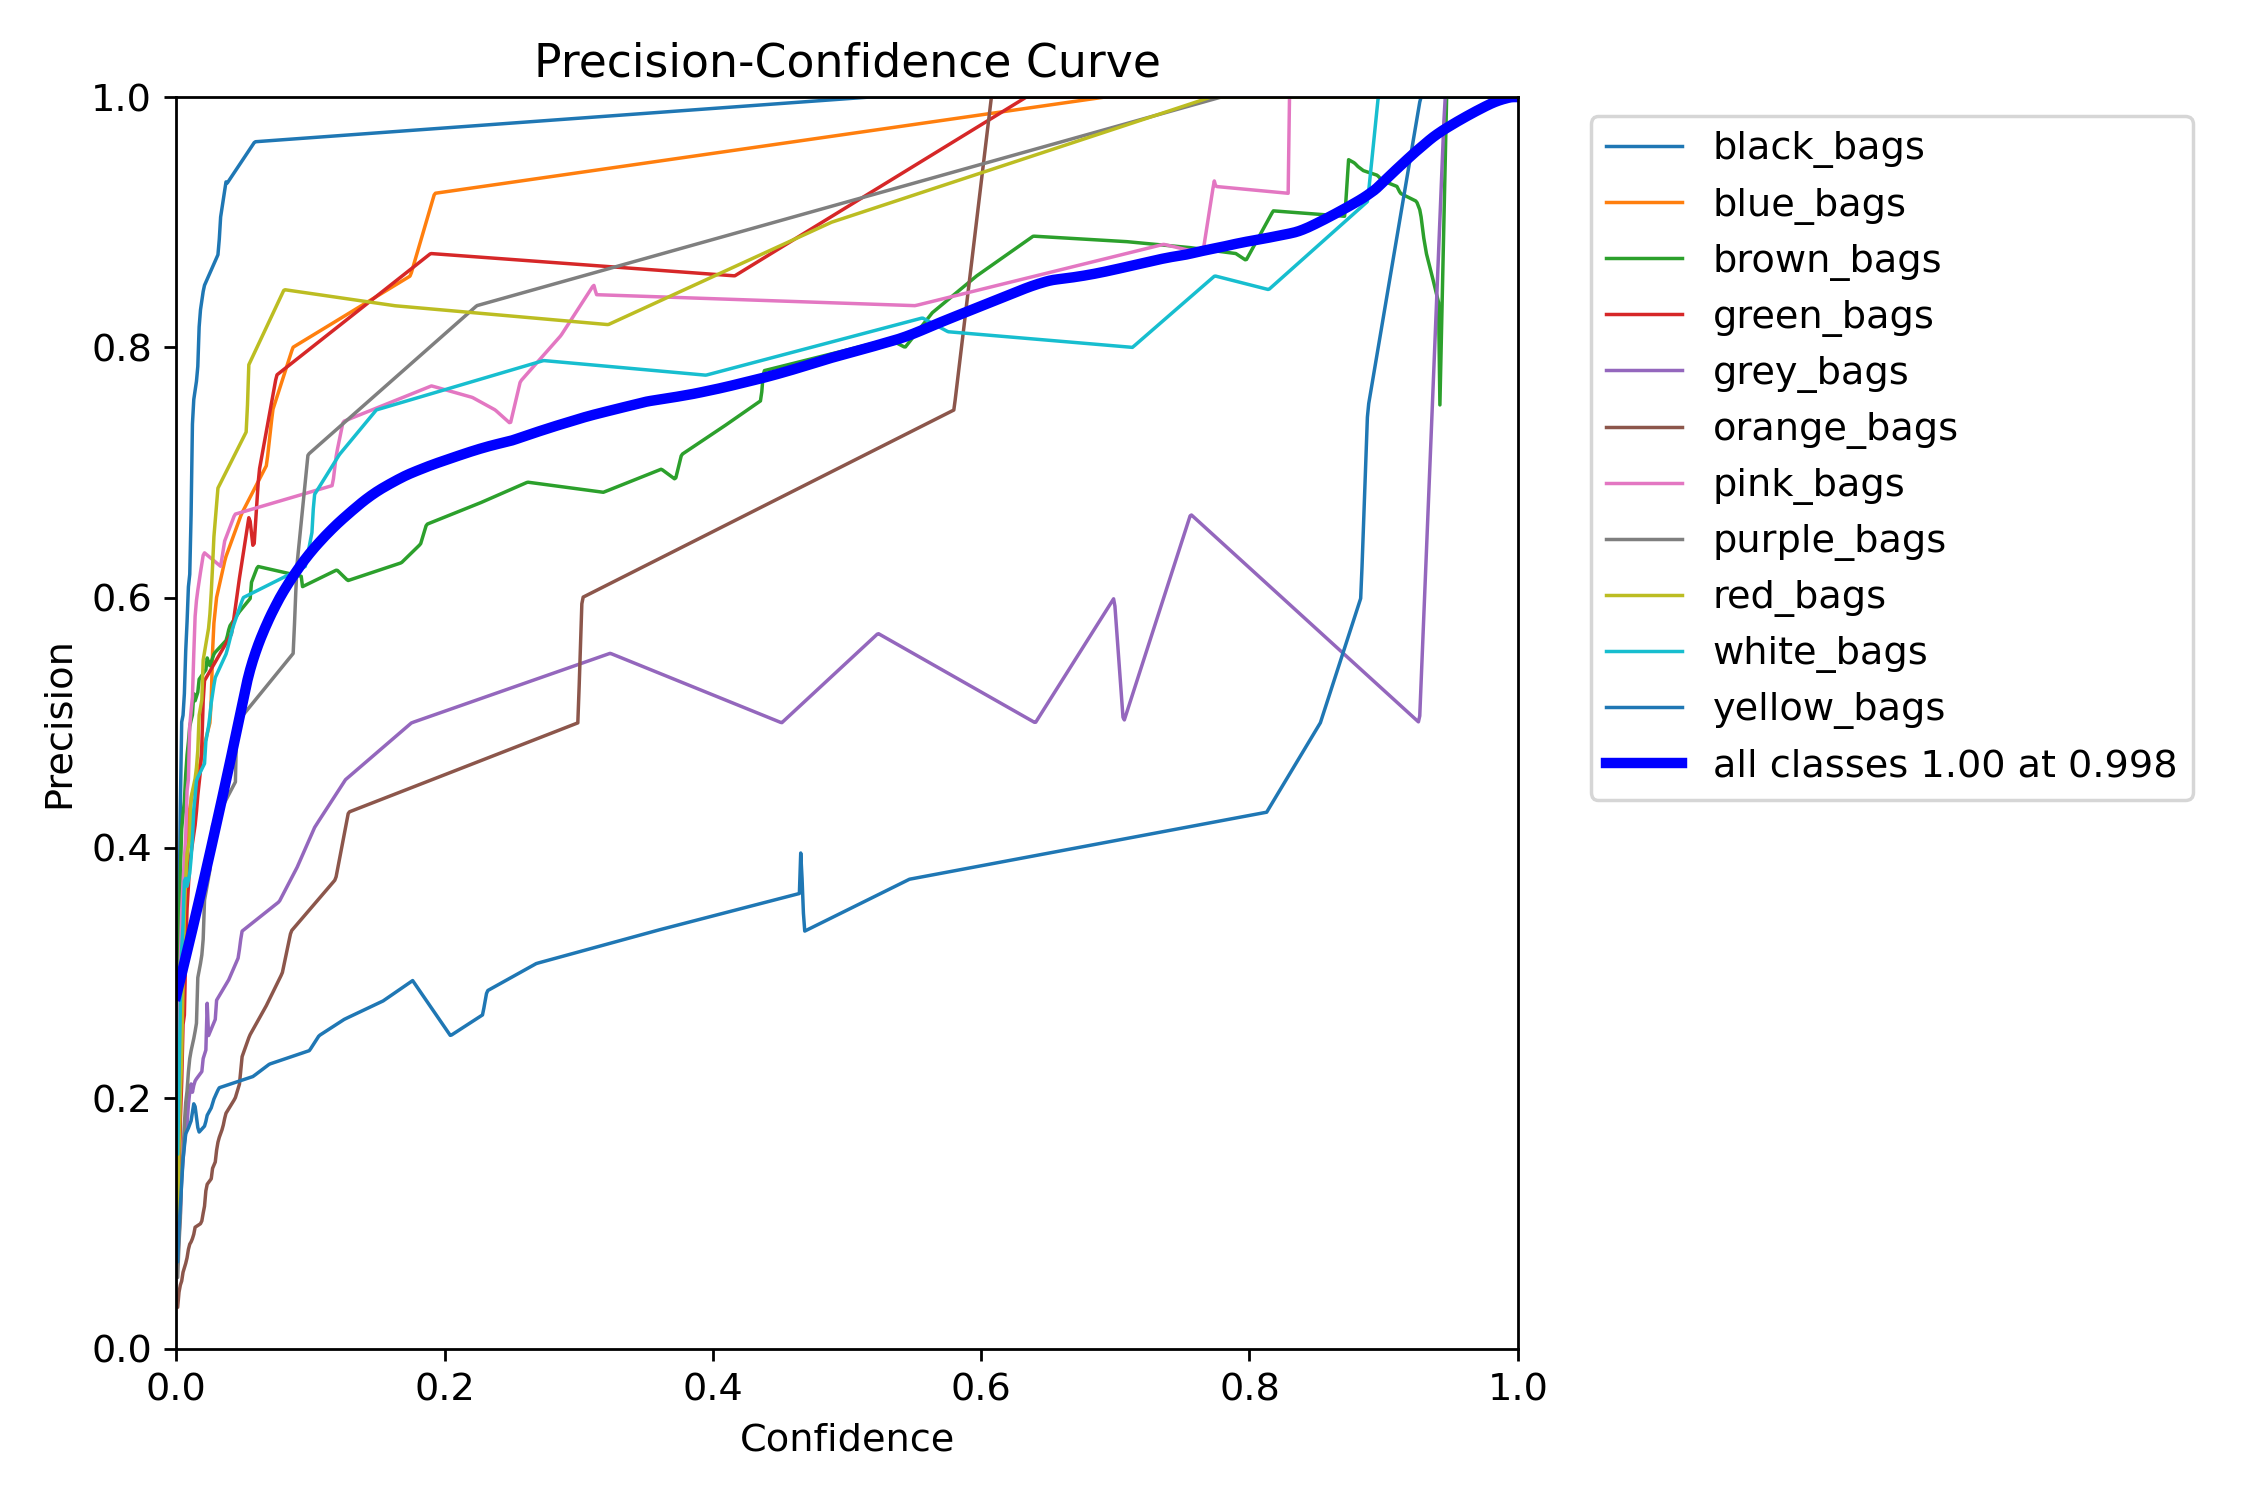 Precision-Confidence Curve
1.0
0.8
0.6
0.4
0.2
0.0
Precision
0.0 0.2 0.4 0.6 0.8 1.0
Confidence
black_bags
blue_bags
brown_bags
green_bags
grey_bags
orange_bags
pink_bags
purple_bags
red_bags
white_bags
yellow_bags
all classes 1.00 at 0.998